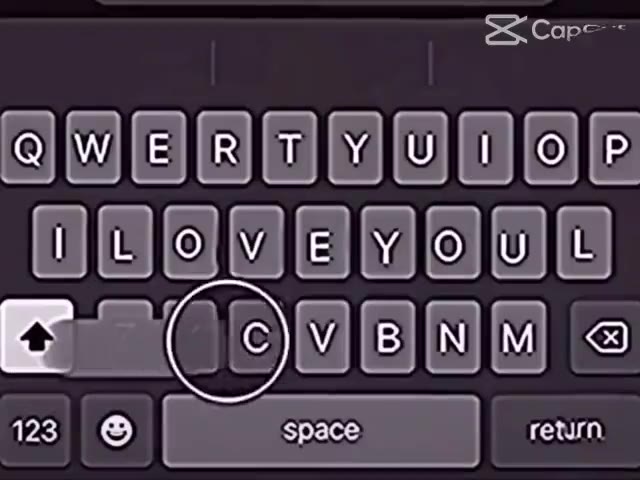 CapCut
Q W E R T Y U I O P
I L O V E Y O U L
C V B N M
123 space return